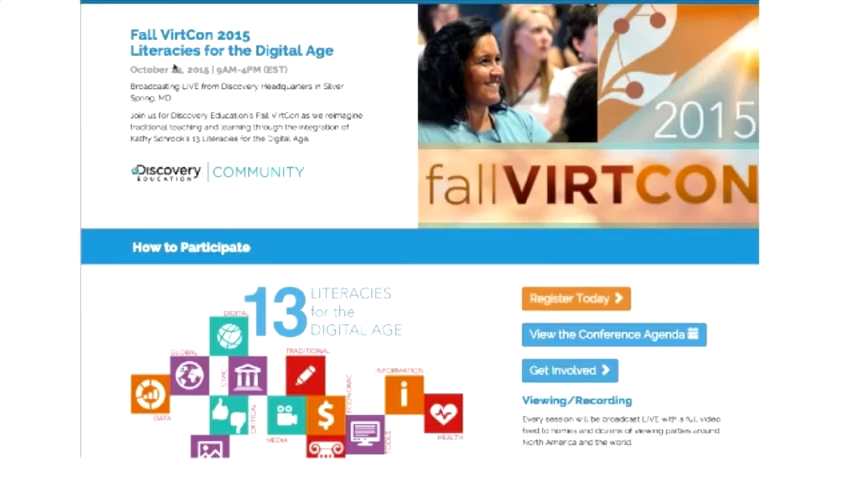 Fall VirtCon 2015
Literacies for the Digital Age
October 2015 | 9AM-4PM (EST)
Broadcasting LIVE from Discovery Headquarters in Silver
Spring, MD
Join us for Discovery Education's Fall VirtCon as we reimagine
traditional teaching and learning through the integration of
Kathy Schrock's 13 Literacies for the Digital Age.
Discovery
EDUCATION
COMMUNITY
2015
fallVIRTCON
How to Participate
13 LITERACIES
for the
DIGITAL AGE
DIGITAL
GLOBAL
CIVIC
TRADITIONAL
INFORMATION
ECONOMIC
DATA
CRITICAL
MEDIA
TOOLS
HEALTH
Register Today
View the Conference Agenda
Get Involved
Viewing/Recording
Every session will be broadcast LIVE with a full video
feed to homes and dozens of viewing parties around
North America and the world.